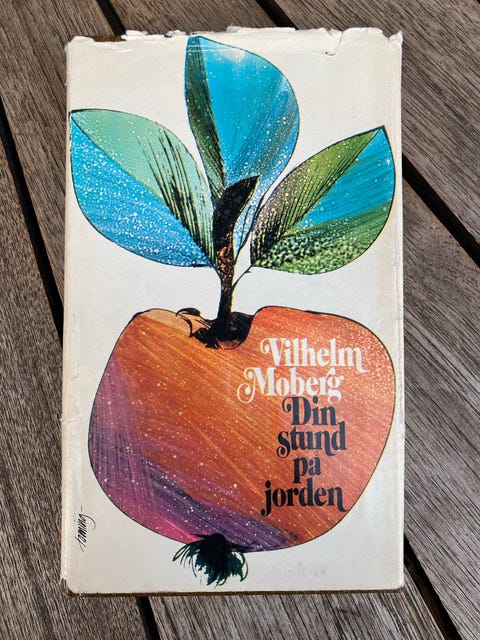 Vilhelm
Moberg
Din
stund
på
jorden